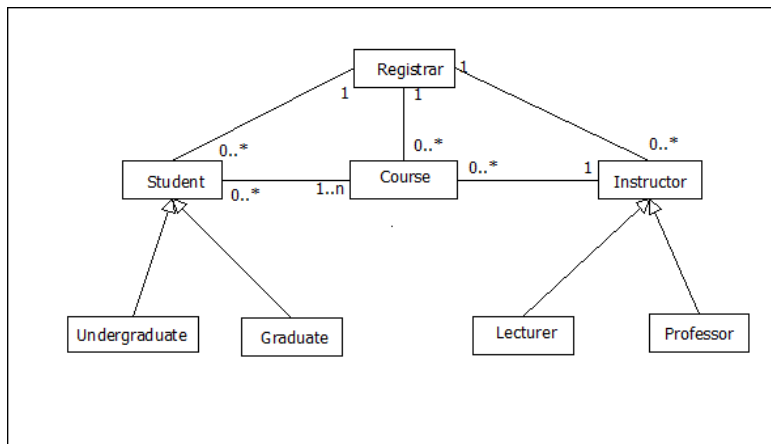 Registrar
1
1
1
0..*
0..*
0..*
Student
0..*
1..n
Course
0..*
1
Instructor
Undergraduate
Graduate
Lecturer
Professor